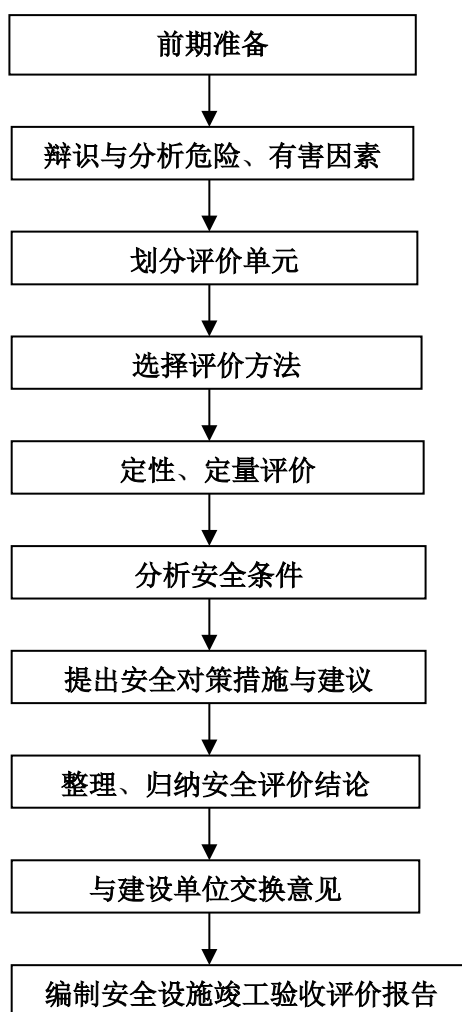 前期准备
辩识与分析危险、有害因素
划分评价单元
选择评价方法
定性、定量评价
分析安全条件
提出安全对策措施与建议
整理、归纳安全评价结论
与建设单位交换意见
编制安全设施竣工验收评价报告